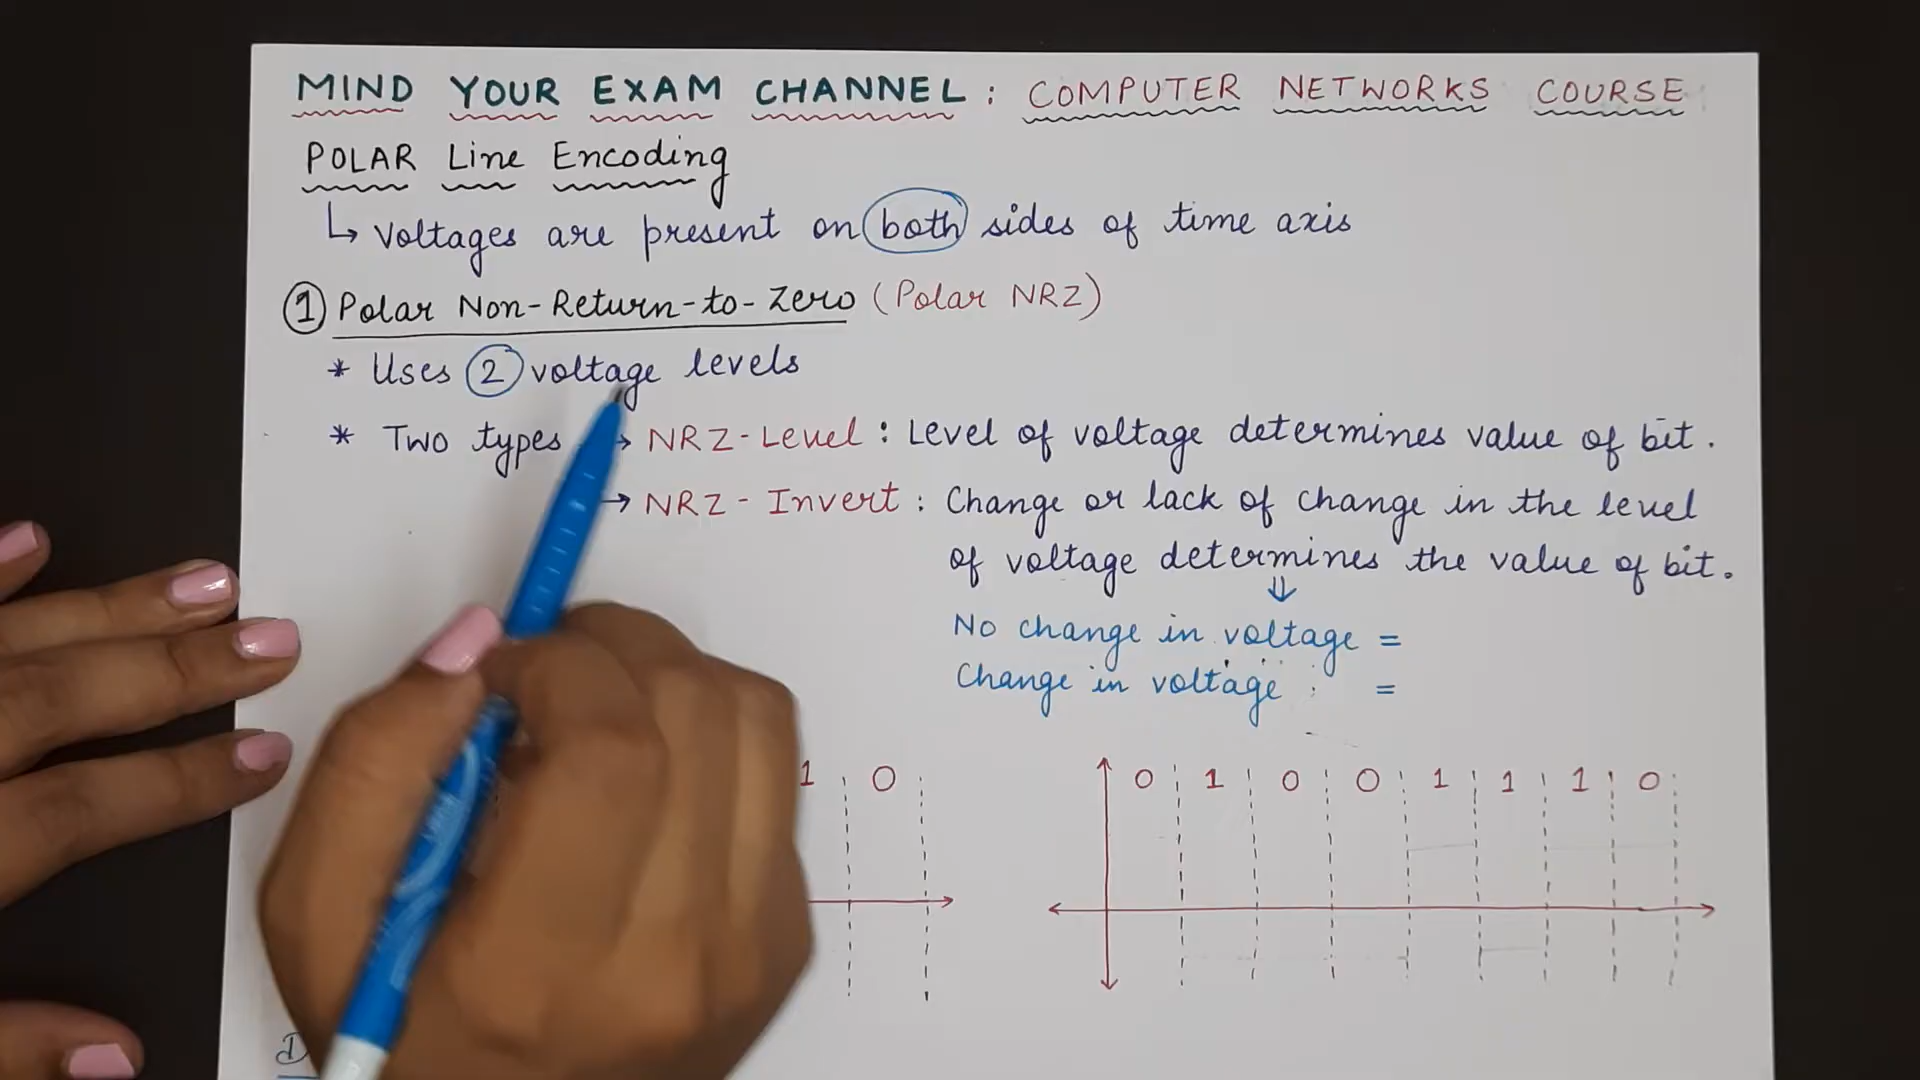 MIND YOUR EXAM CHANNEL : COMPUTER NETWORKS COURSE
POLAR Line Encoding
↳ Voltages are present on both sides of time axis
① Polar Non-Return-to-Zero (Polar NRZ)
* Uses 2 voltage levels
* Two types → NRZ-Level : Level of voltage determines value of bit.
→ NRZ - Invert : Change or lack of change in the level
of voltage determines the value of bit.
⇓
No change in voltage =
Change in voltage =
1 0
0 1 0 0 1 1 1 0
D